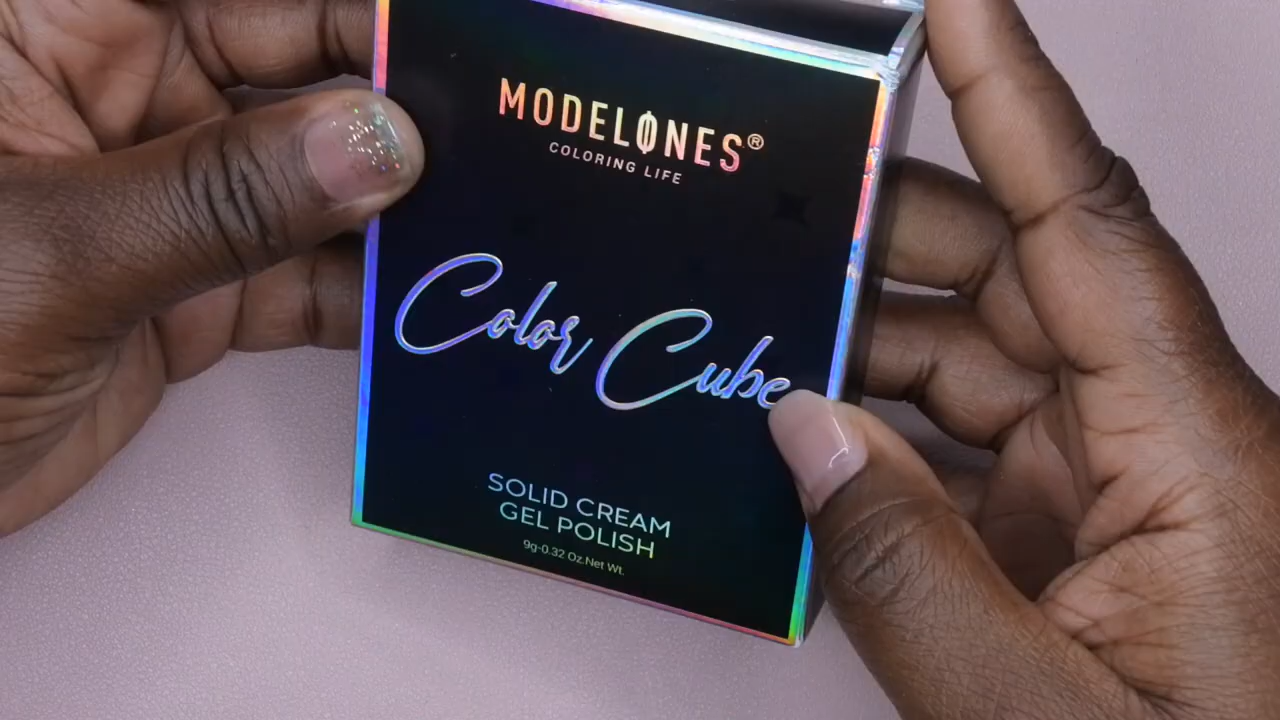 MODELONES®
COLORING LIFE
Color Cube
SOLID CREAM
GEL POLISH
9g-0.32 Oz.Net Wt.